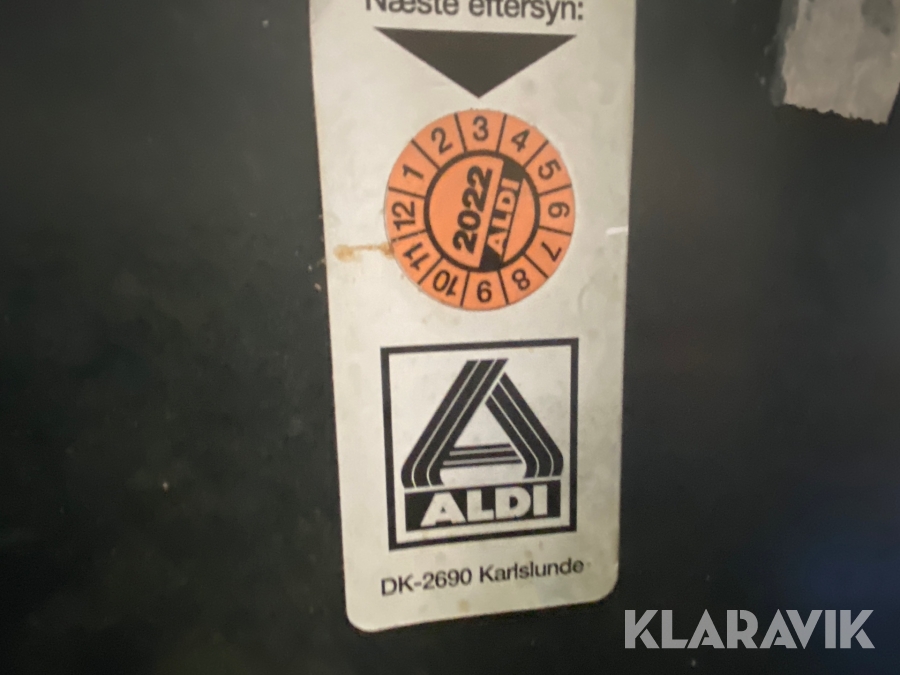 Næste eftersyn:
1 2 3 4 5 6 7 8 9 10 11 12
2022
ALDI
ALDI
DK-2690 Karlslunde
KLARAVIK